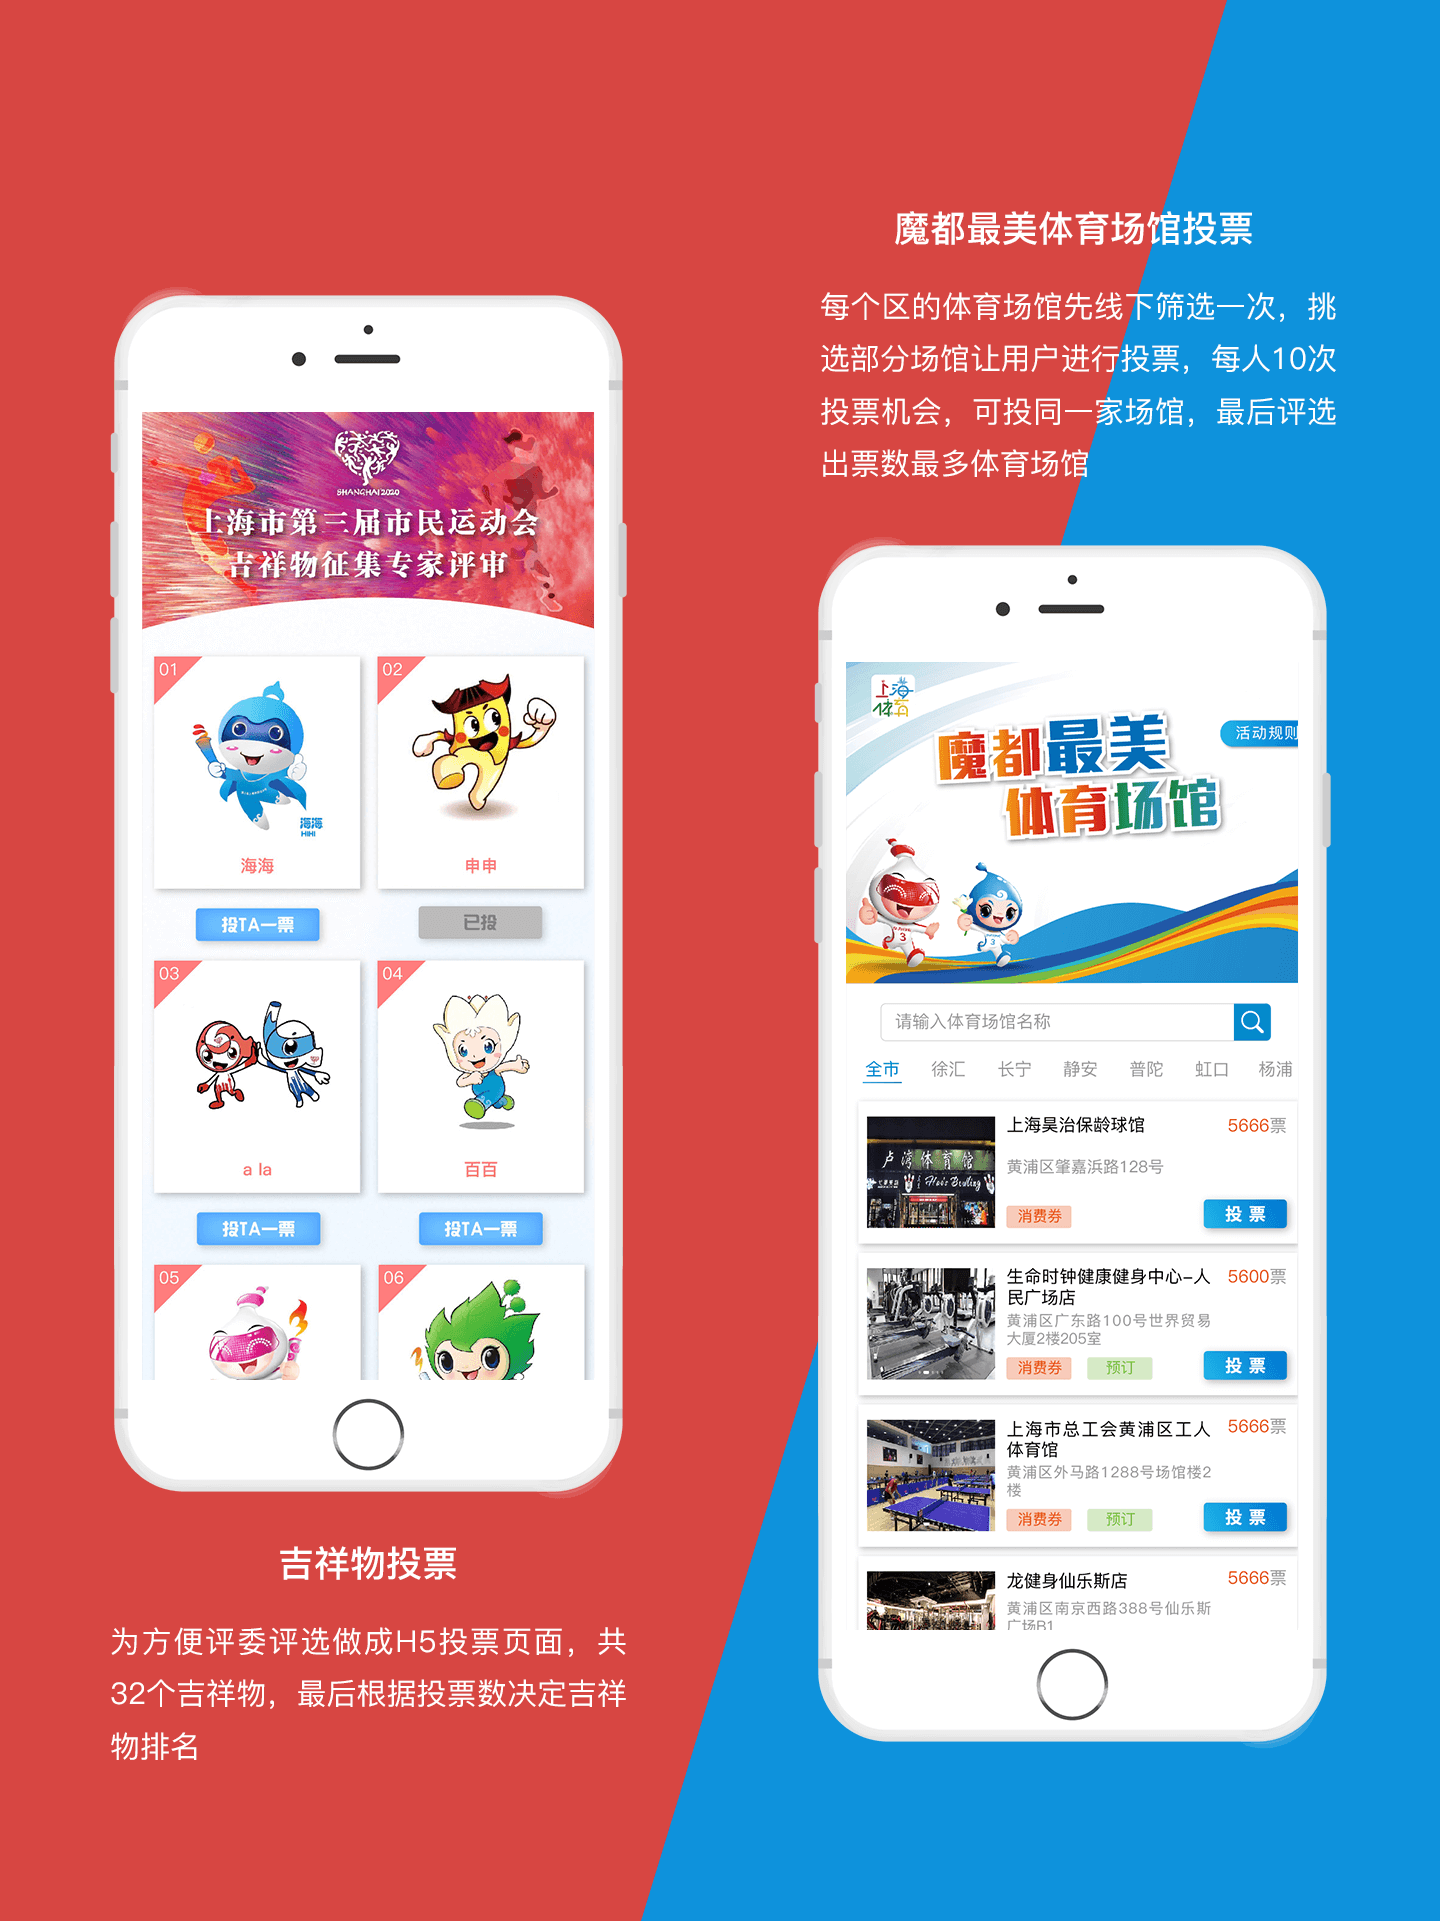 魔都最美体育场馆投票
每个区的体育场馆先线下筛选一次，挑
选部分场馆让用户进行投票，每人10次
投票机会，可投同一家场馆，最后评选
出票数最多体育场馆
SHANGHAI 2020
上海市第三届市民运动会
吉祥物征集专家评审
01
海海
HIHI
海海
投TA一票
02
申申
已投
03
a la
投TA一票
04
百百
投TA一票
05
06
吉祥物投票
为方便评委评选做成H5投票页面，共
32个吉祥物，最后根据投票数决定吉祥
物排名
上海
体育
魔都最美
体育场馆
活动规则
3
3
请输入体育场馆名称
全市 徐汇 长宁 静安 普陀 虹口 杨浦
卢湾体育馆
Hao's Bowling
上海昊治保龄球馆
5666票
黄浦区肇嘉浜路128号
消费券
投 票
生命时钟健康健身中心-人
民广场店
5600票
黄浦区广东路100号世界贸易
大厦2楼205室
消费券 预订
投 票
上海市总工会黄浦区工人
体育馆
5666票
黄浦区外马路1288号场馆楼2
楼
消费券 预订
投 票
龙健身仙乐斯店
5666票
黄浦区南京西路388号仙乐斯
广场B1